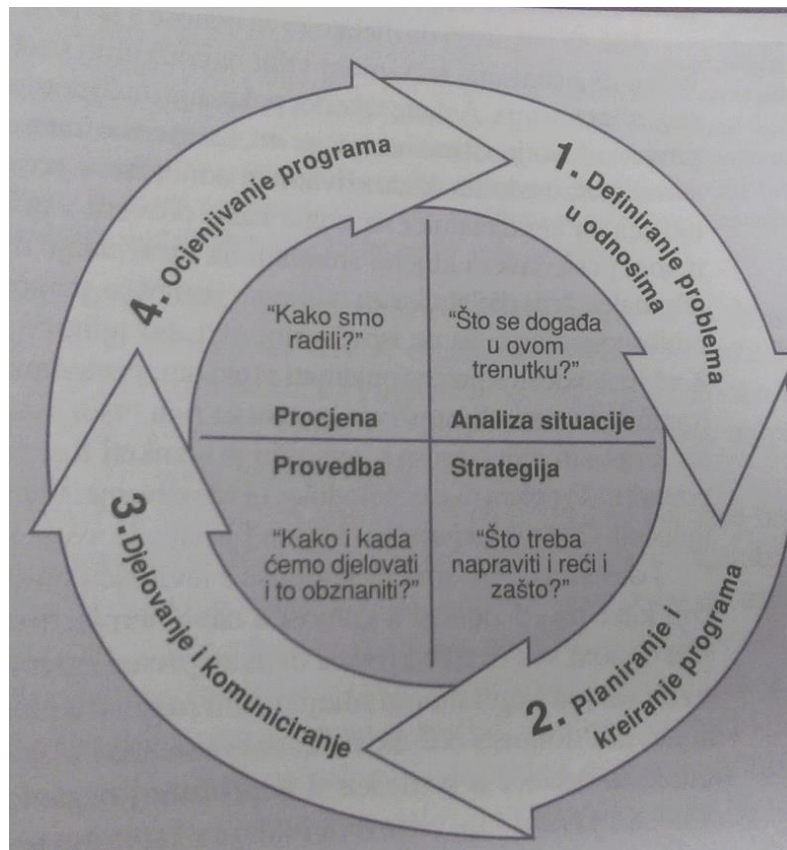 1. Definiranje problema
u odnosima
2. Planiranje i
kreiranje programa
3. Djelovanje i komuniciranje
4. Ocjenjivanje programa
“Kako smo
radili?”
Procjena
“Što se događa
u ovom
trenutku?”
Analiza situacije
Provedba
“Kako i kada
ćemo djelovati
i to obznaniti?”
Strategija
“Što treba
napraviti i reći i
zašto?”